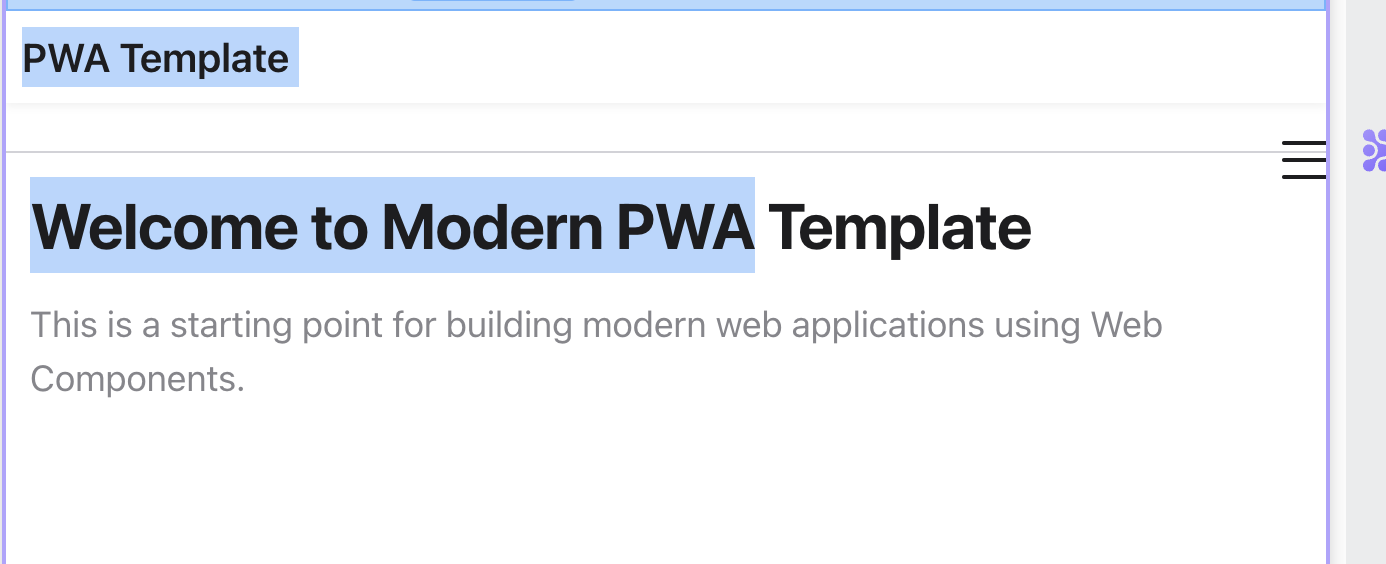 PWA Template
Welcome to Modern PWA Template
This is a starting point for building modern web applications using Web
Components.